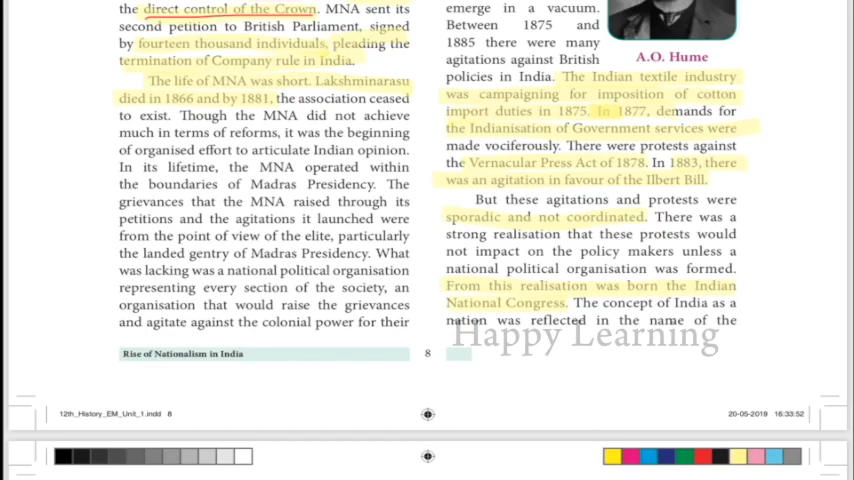 the direct control of the Crown. MNA sent its
second petition to British Parliament, signed
by fourteen thousand individuals, pleading the
termination of Company rule in India.
The life of MNA was short. Lakshminarasu
died in 1866 and by 1881, the association ceased
to exist. Though the MNA did not achieve
much in terms of reforms, it was the beginning
of organised effort to articulate Indian opinion.
In its lifetime, the MNA operated within
the boundaries of Madras Presidency. The
grievances that the MNA raised through its
petitions and the agitations it launched were
from the point of view of the elite, particularly
the landed gentry of Madras Presidency. What
was lacking was a national political organisation
representing every section of the society, an
organisation that would raise the grievances
and agitate against the colonial power for their
emerge in a vacuum.
Between 1875 and
1885 there were many
agitations against British
policies in India. The Indian textile industry
was campaigning for imposition of cotton
import duties in 1875. In 1877, demands for
the Indianisation of Government services were
made vociferously. There were protests against
the Vernacular Press Act of 1878. In 1883, there
was an agitation in favour of the Ilbert Bill.
But these agitations and protests were
sporadic and not coordinated. There was a
strong realisation that these protests would
not impact on the policy makers unless a
national political organisation was formed.
From this realisation was born the Indian
National Congress. The concept of India as a
nation was reflected in the name of the
A.O. Hume
Happy Learning
Rise of Nationalism in India
8
12th_History_EM_Unit_1.indd 8
20-05-2019 16:33:52